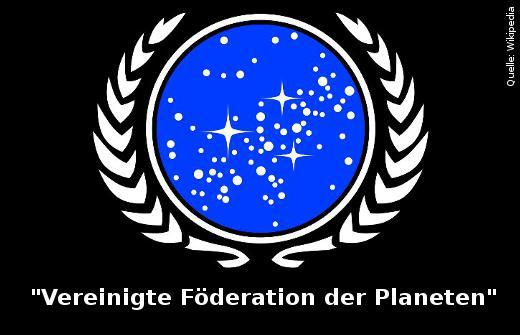 Quelle: Wikipedia
"Vereinigte Föderation der Planeten"